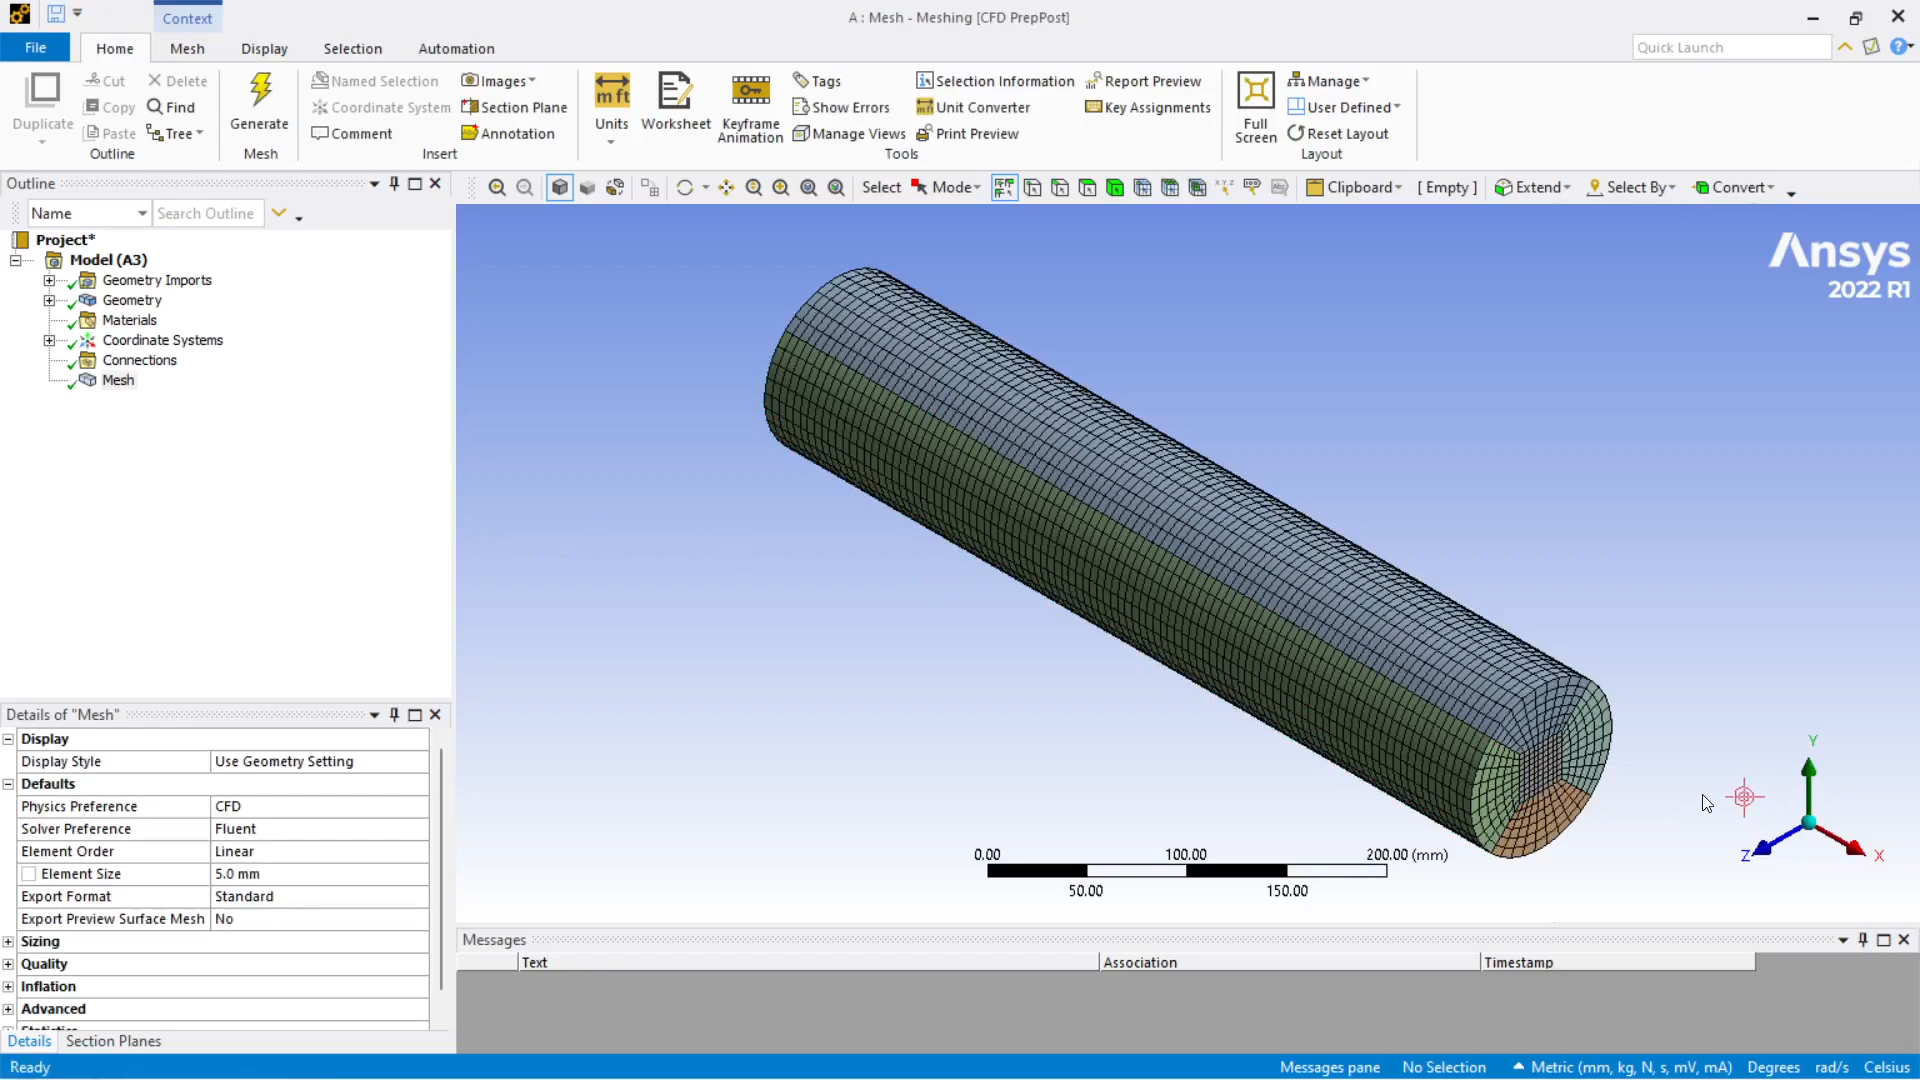 Context
A : Mesh - Meshing [CFD PrepPost]
File Home Mesh Display Selection Automation
Quick Launch
Duplicate
Cut
Delete
Copy
Find
Paste
Tree
Outline
Generate
Mesh
Named Selection
Coordinate System
Comment
Images
Section Plane
Annotation
Insert
m ft
Units
Worksheet
Keyframe
Animation
Tags
Show Errors
Manage Views
Selection Information
Unit Converter
Print Preview
Report Preview
Key Assignments
Tools
Full
Screen
Manage
User Defined
Reset Layout
Layout
Outline
Select Mode Clipboard [ Empty ] Extend Select By Convert
Name Search Outline
Project*
Model (A3)
Geometry Imports
Geometry
Materials
Coordinate Systems
Connections
Mesh
Ansys
2022 R1
Y
Z
X
0.00 100.00 200.00 (mm)
50.00 150.00
Details of "Mesh"
Display
Display Style Use Geometry Setting
Defaults
Physics Preference CFD
Solver Preference Fluent
Element Order Linear
Element Size 5.0 mm
Export Format Standard
Export Preview Surface Mesh No
Sizing
Quality
Inflation
Advanced
Statistics
Details Section Planes
Messages
Text Association Timestamp
Ready Messages pane No Selection Metric (mm, kg, N, s, mV, mA) Degrees rad/s Celsius